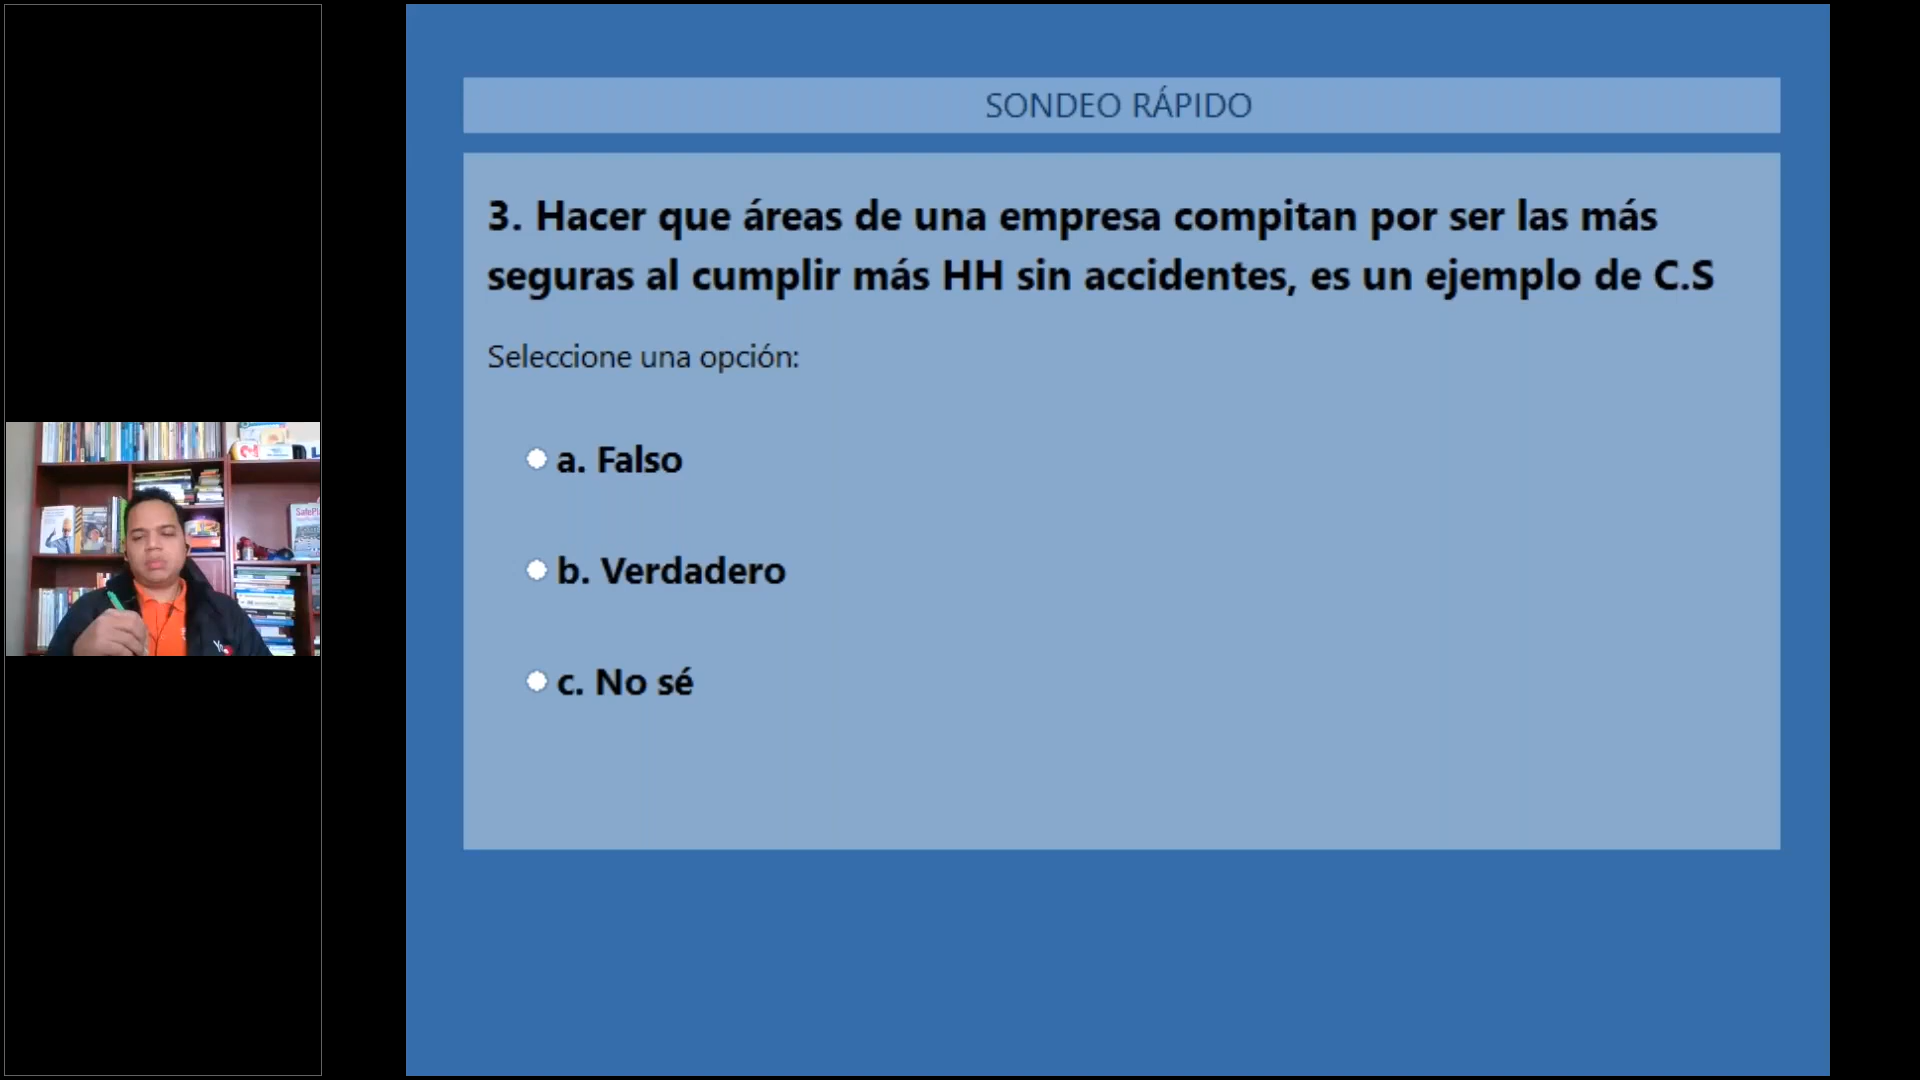 SONDEO RÁPIDO
3. Hacer que áreas de una empresa compitan por ser las más
seguras al cumplir más HH sin accidentes, es un ejemplo de C.S
Seleccione una opción:
a. Falso
b. Verdadero
c. No sé